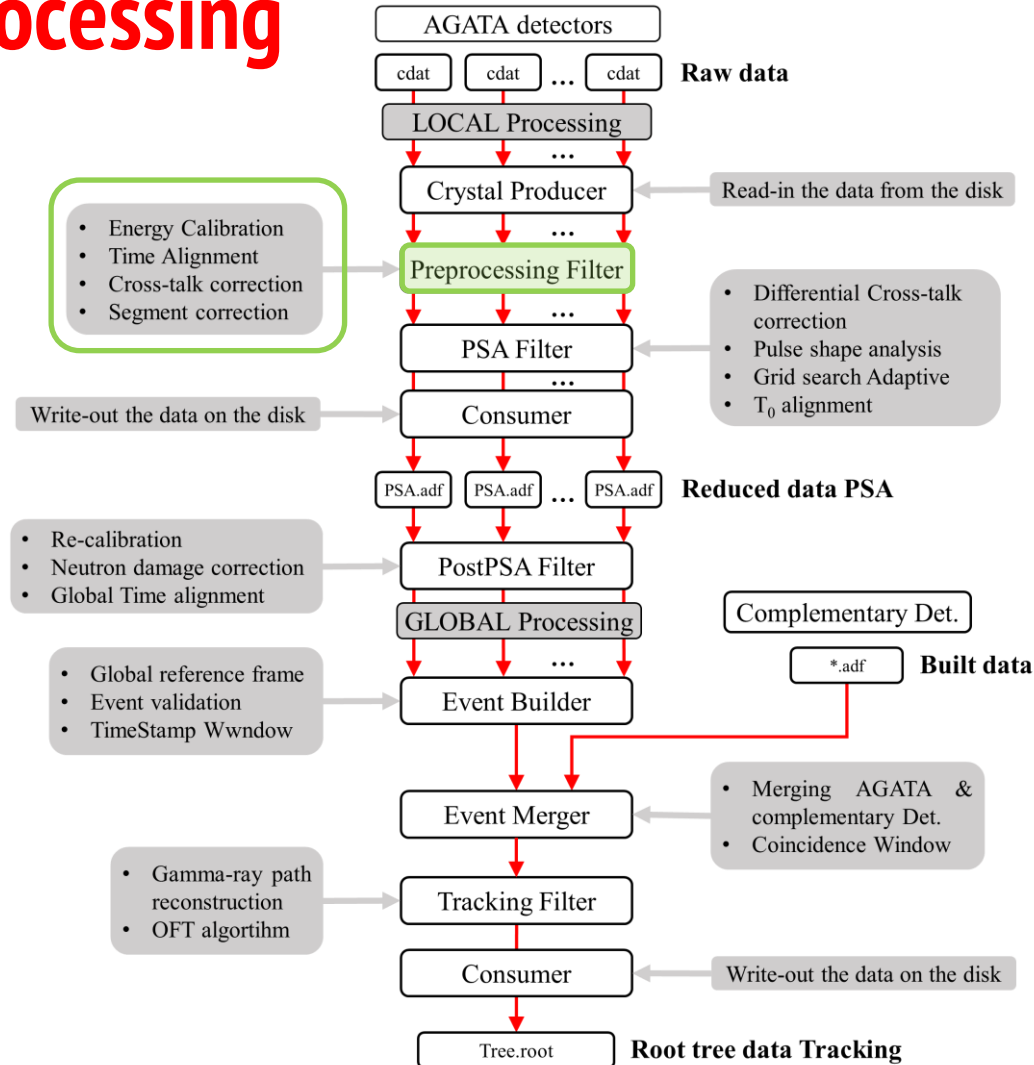 ocessing
AGATA detectors
cdat cdat ... cdat Raw data
LOCAL Processing
...
Crystal Producer
Read-in the data from the disk
...
• Energy Calibration
• Time Alignment
• Cross-talk correction
• Segment correction
Preprocessing Filter
...
• Differential Cross-talk
correction
• Pulse shape analysis
• Grid search Adaptive
• T0 alignment
PSA Filter
...
Write-out the data on the disk
Consumer
PSA.adf PSA.adf ... PSA.adf Reduced data PSA
• Re-calibration
• Neutron damage correction
• Global Time alignment
PostPSA Filter
GLOBAL Processing
...
Complementary Det.
*.adf Built data
• Global reference frame
• Event validation
• TimeStamp Wwndow
Event Builder
Event Merger
• Merging AGATA &
complementary Det.
• Coincidence Window
• Gamma-ray path
reconstruction
• OFT algortihm
Tracking Filter
Consumer
Write-out the data on the disk
Tree.root Root tree data Tracking